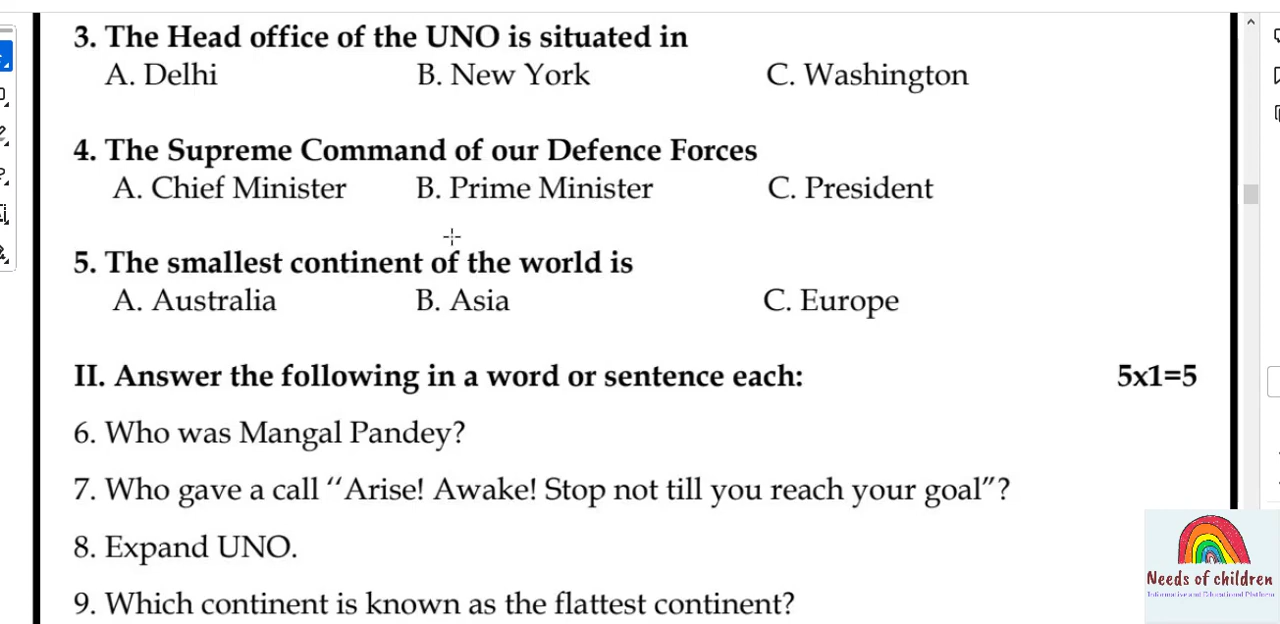 3. The Head office of the UNO is situated in
A. Delhi B. New York C. Washington
4. The Supreme Command of our Defence Forces
A. Chief Minister B. Prime Minister C. President
5. The smallest continent of the world is
A. Australia B. Asia C. Europe
II. Answer the following in a word or sentence each: 5x1=5
6. Who was Mangal Pandey?
7. Who gave a call “Arise! Awake! Stop not till you reach your goal”?
8. Expand UNO.
9. Which continent is known as the flattest continent?
Needs of children
Informative and Educational Platform